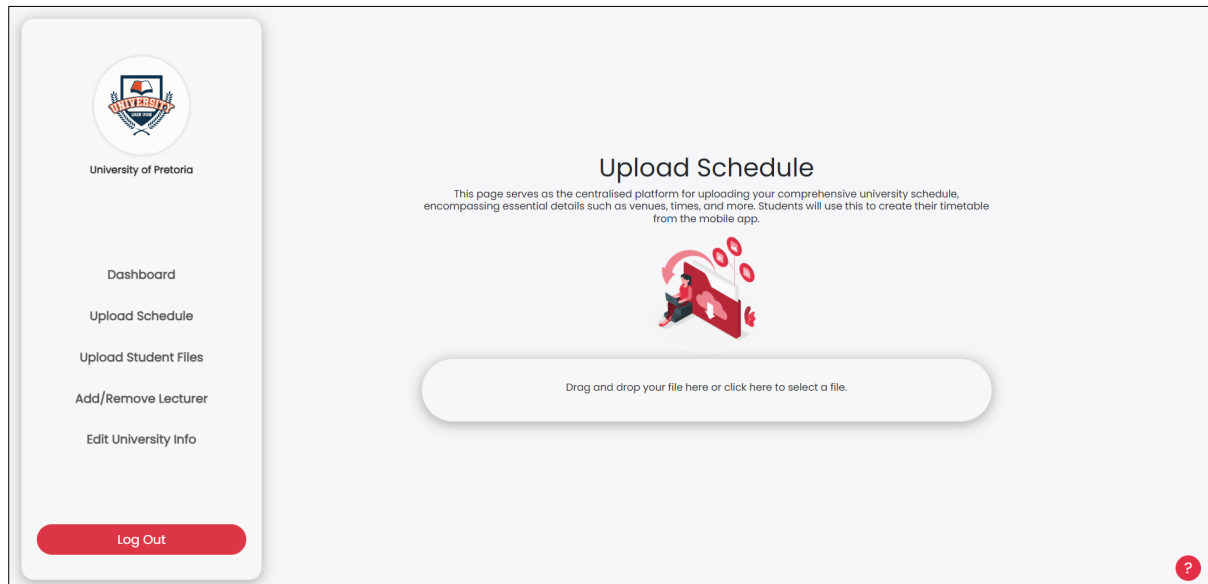 UNIVERSITY
University of Pretoria
Dashboard
Upload Schedule
Upload Student Files
Add/Remove Lecturer
Edit University Info
Log Out
Upload Schedule
This page serves as the centralised platform for uploading your comprehensive university schedule,
encompassing essential details such as venues, times, and more. Students will use this to create their timetable
from the mobile app.
Drag and drop your file here or click here to select a file.
?